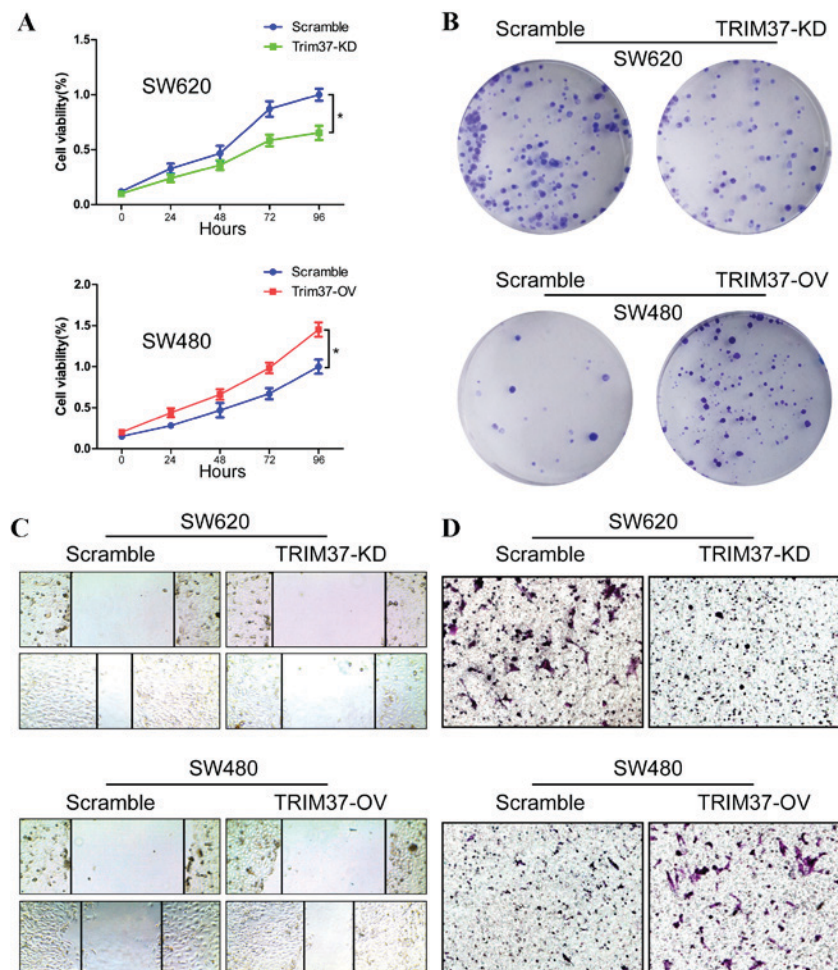 A
Scramble
Trim37-KD
SW620
Cell viability(%)
1.5
1.0
0.5
0.0
0 24 48 72 96
Hours
*
Scramble
Trim37-OV
SW480
Cell viability(%)
2.0
1.5
1.0
0.5
0.0
0 24 48 72 96
Hours
*
B
Scramble TRIM37-KD
SW620
Scramble TRIM37-OV
SW480
C
SW620
Scramble TRIM37-KD
SW480
Scramble TRIM37-OV
D
SW620
Scramble TRIM37-KD
SW480
Scramble TRIM37-OV